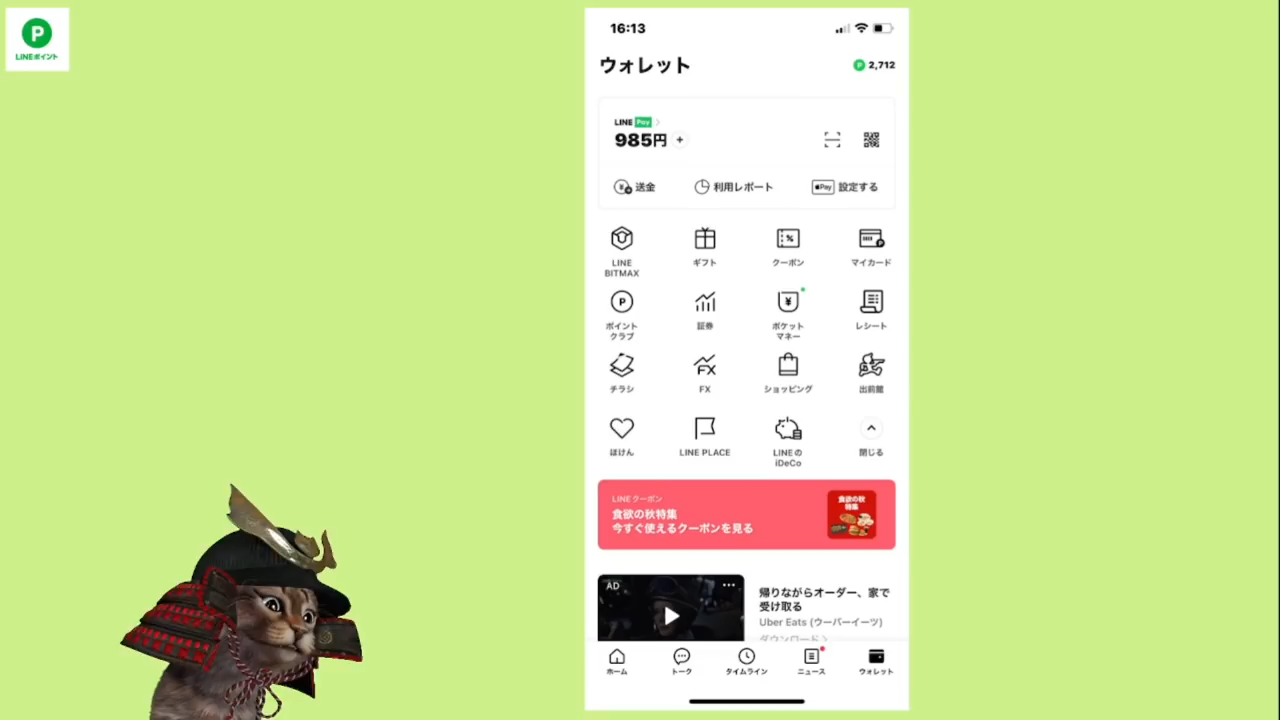 P
LINEポイント
16:13
ウォレット
P 2,712
LINE Pay
985円 +
送金 利用レポート Pay 設定する
LINE BITMAX
ギフト
クーポン
マイカード
ポイント
クラブ
証券
ポケット
マネー
レシート
チラシ
FX
ショッピング
出前館
ほけん
LINE PLACE
LINEの
iDeCo
閉じる
LINEクーポン
食欲の秋特集
今すぐ使えるクーポンを見る
食欲の秋
特集
AD
帰りながらオーダー、家で
受け取る
Uber Eats (ウーバーイーツ)
ダウンロード
ホーム トーク タイムライン ニュース ウォレット